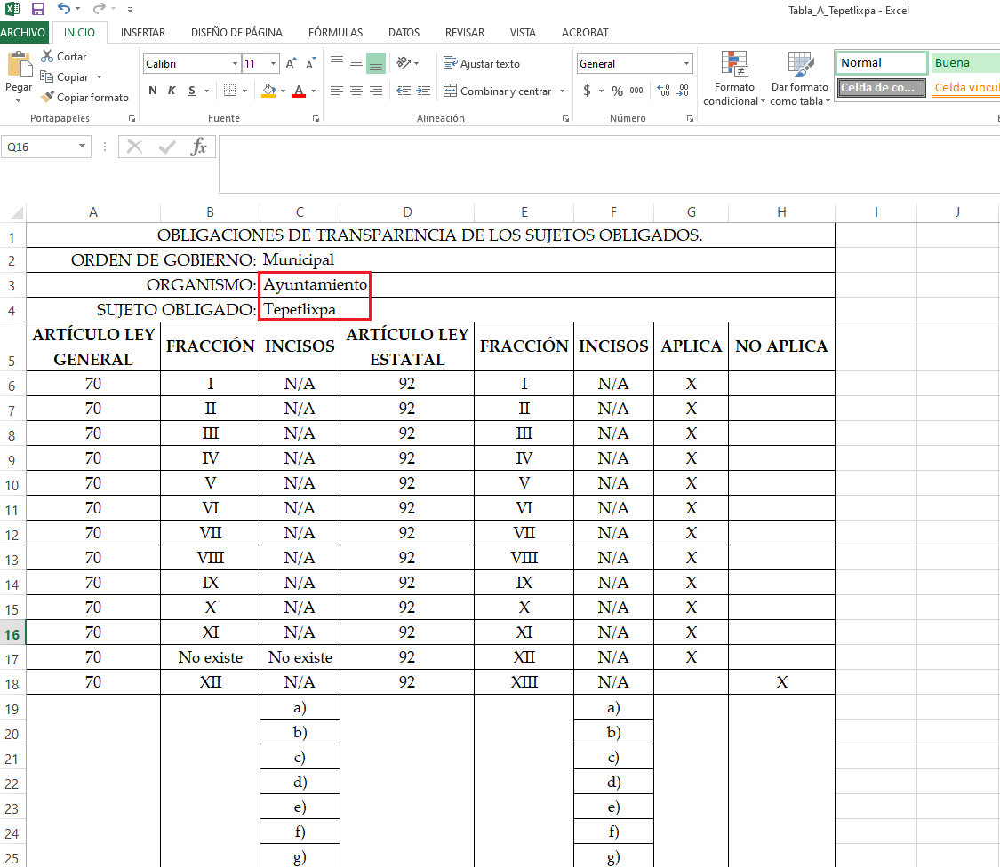 Tabla_A_Tepetlixpa - Excel
ARCHIVO INICIO INSERTAR DISEÑO DE PÁGINA FÓRMULAS DATOS REVISAR VISTA ACROBAT
Pegar
Cortar
Copiar
Copiar formato
Portapapeles
Calibri 11
N K S
Fuente
Ajustar texto
Combinar y centrar
Alineación
General
$ % 000
Número
Formato condicional
Dar formato como tabla
Normal Buena
Celda de co... Celda vincul
Q16
fx
A B C D E F G H I J
1 OBLIGACIONES DE TRANSPARENCIA DE LOS SUJETOS OBLIGADOS.
2 ORDEN DE GOBIERNO: Municipal
3 ORGANISMO: Ayuntamiento
4 SUJETO OBLIGADO: Tepetlixpa
5 ARTÍCULO LEY GENERAL FRACCIÓN INCISOS ARTÍCULO LEY ESTATAL FRACCIÓN INCISOS APLICA NO APLICA
6 70 I N/A 92 I N/A X
7 70 II N/A 92 II N/A X
8 70 III N/A 92 III N/A X
9 70 IV N/A 92 IV N/A X
10 70 V N/A 92 V N/A X
11 70 VI N/A 92 VI N/A X
12 70 VII N/A 92 VII N/A X
13 70 VIII N/A 92 VIII N/A X
14 70 IX N/A 92 IX N/A X
15 70 X N/A 92 X N/A X
16 70 XI N/A 92 XI N/A X
17 70 No existe No existe 92 XII N/A X
18 70 XII N/A 92 XIII N/A X
19 a) a)
20 b) b)
21 c) c)
22 d) d)
23 e) e)
24 f) f)
25 g) g)